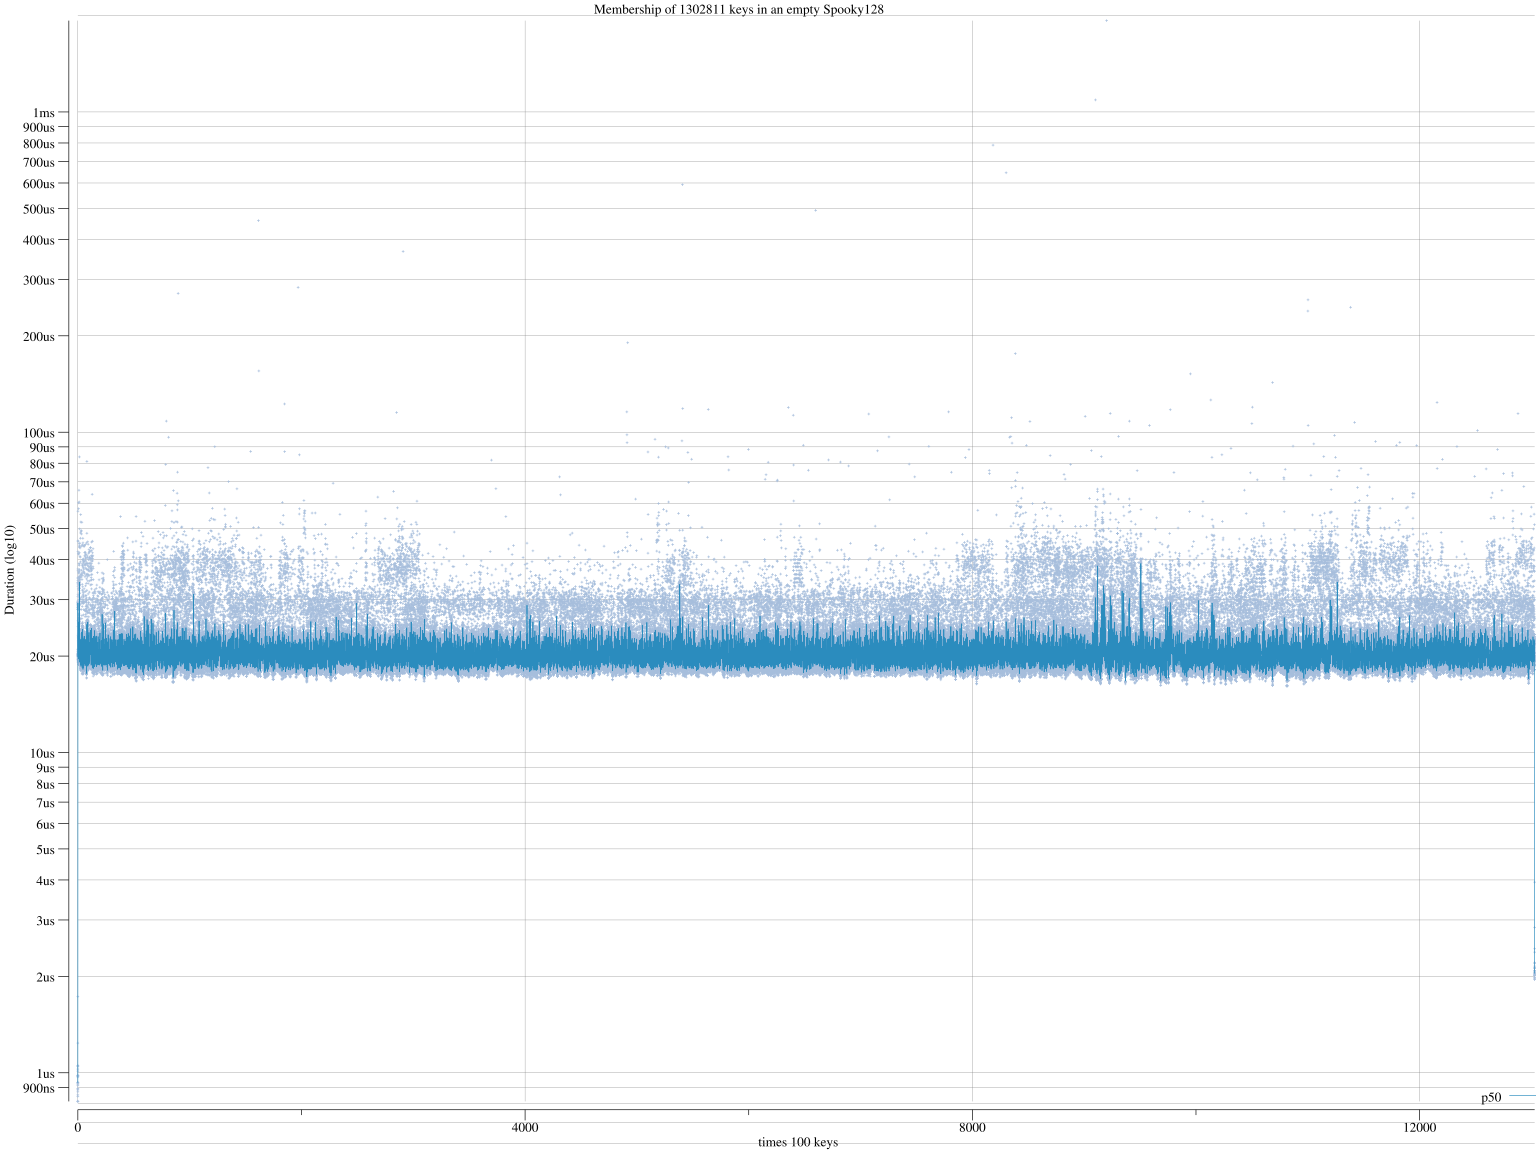 Membership of 1302811 keys in an empty Spooky128
1ms
900us
800us
700us
600us
500us
400us
300us
200us
100us
90us
80us
70us
60us
50us
40us
30us
20us
10us
9us
8us
7us
6us
5us
4us
3us
2us
1us
900ns
Duration (log10)
p50
0 4000 8000 12000
times 100 keys